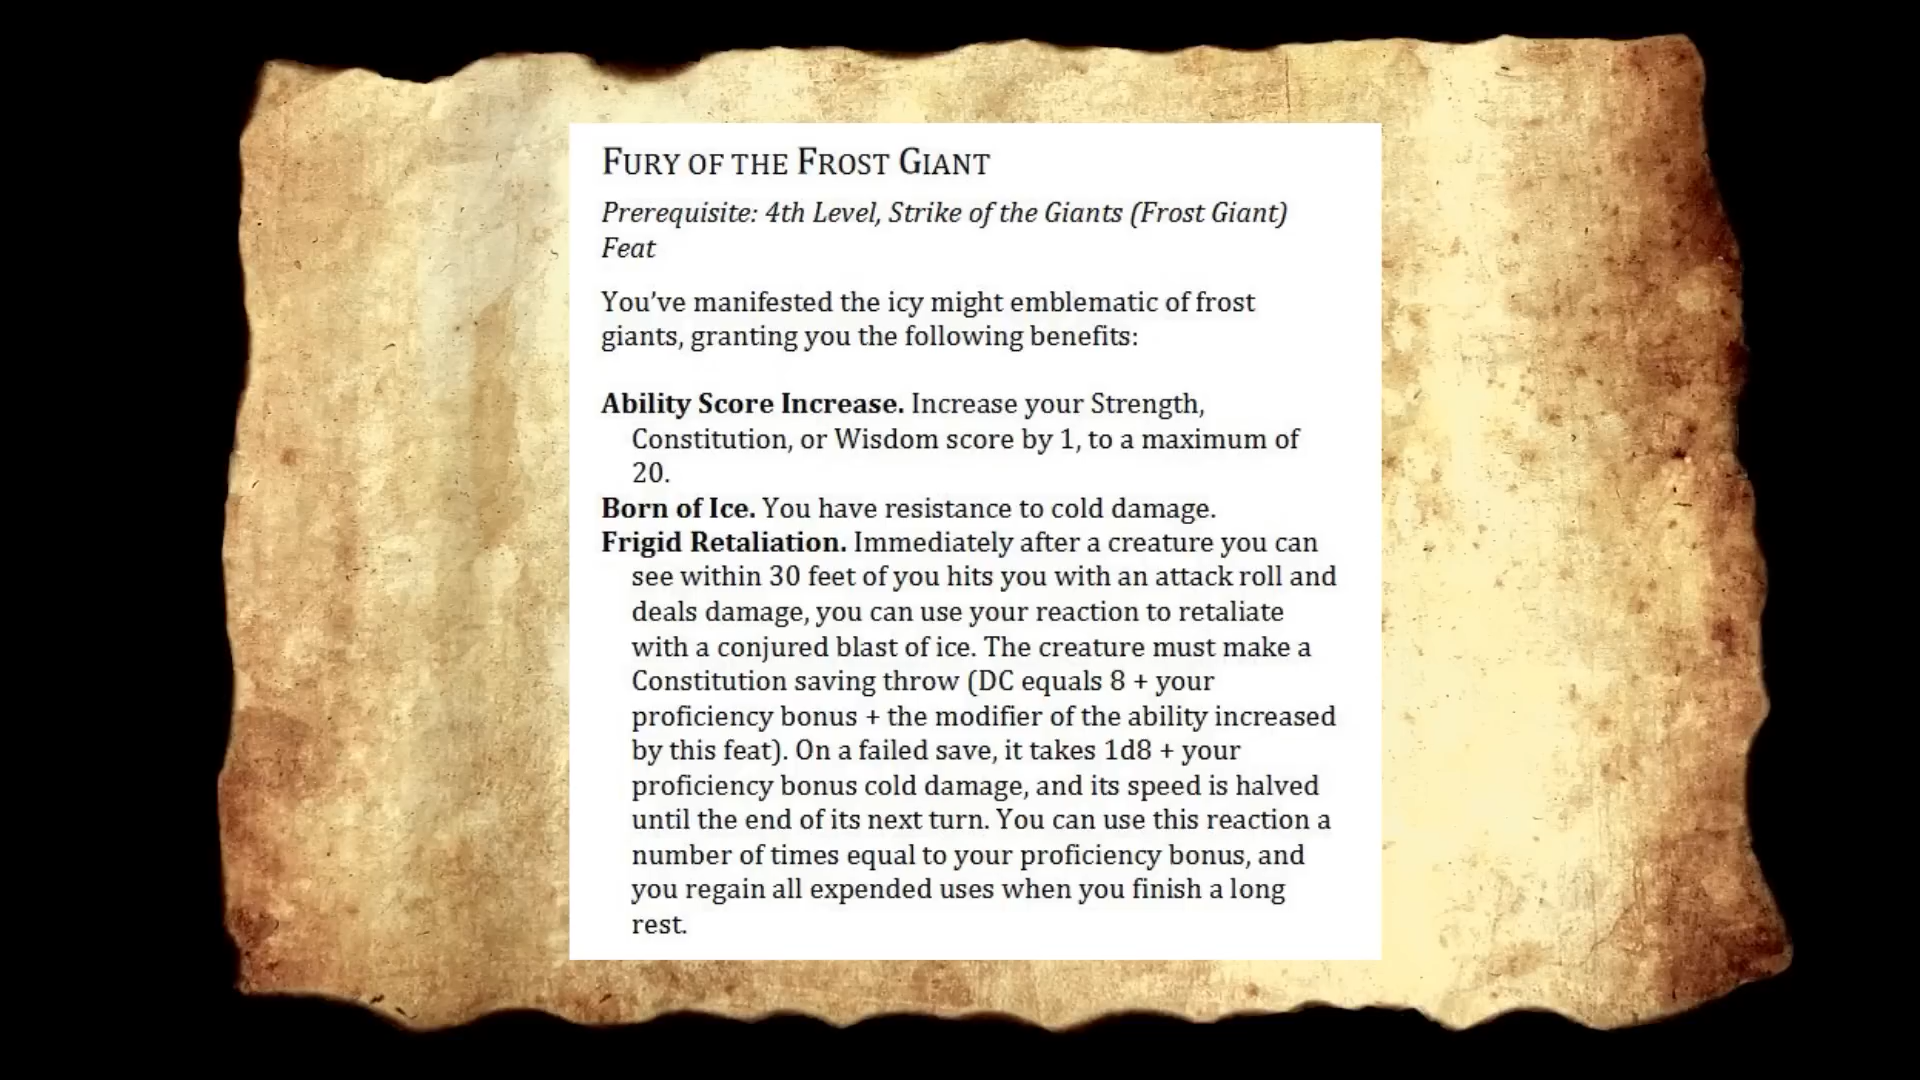 FURY OF THE FROST GIANT
Prerequisite: 4th Level, Strike of the Giants (Frost Giant)
Feat
You’ve manifested the icy might emblematic of frost
giants, granting you the following benefits:
Ability Score Increase. Increase your Strength,
Constitution, or Wisdom score by 1, to a maximum of
20.
Born of Ice. You have resistance to cold damage.
Frigid Retaliation. Immediately after a creature you can
see within 30 feet of you hits you with an attack roll and
deals damage, you can use your reaction to retaliate
with a conjured blast of ice. The creature must make a
Constitution saving throw (DC equals 8 + your
proficiency bonus + the modifier of the ability increased
by this feat). On a failed save, it takes 1d8 + your
proficiency bonus cold damage, and its speed is halved
until the end of its next turn. You can use this reaction a
number of times equal to your proficiency bonus, and
you regain all expended uses when you finish a long
rest.